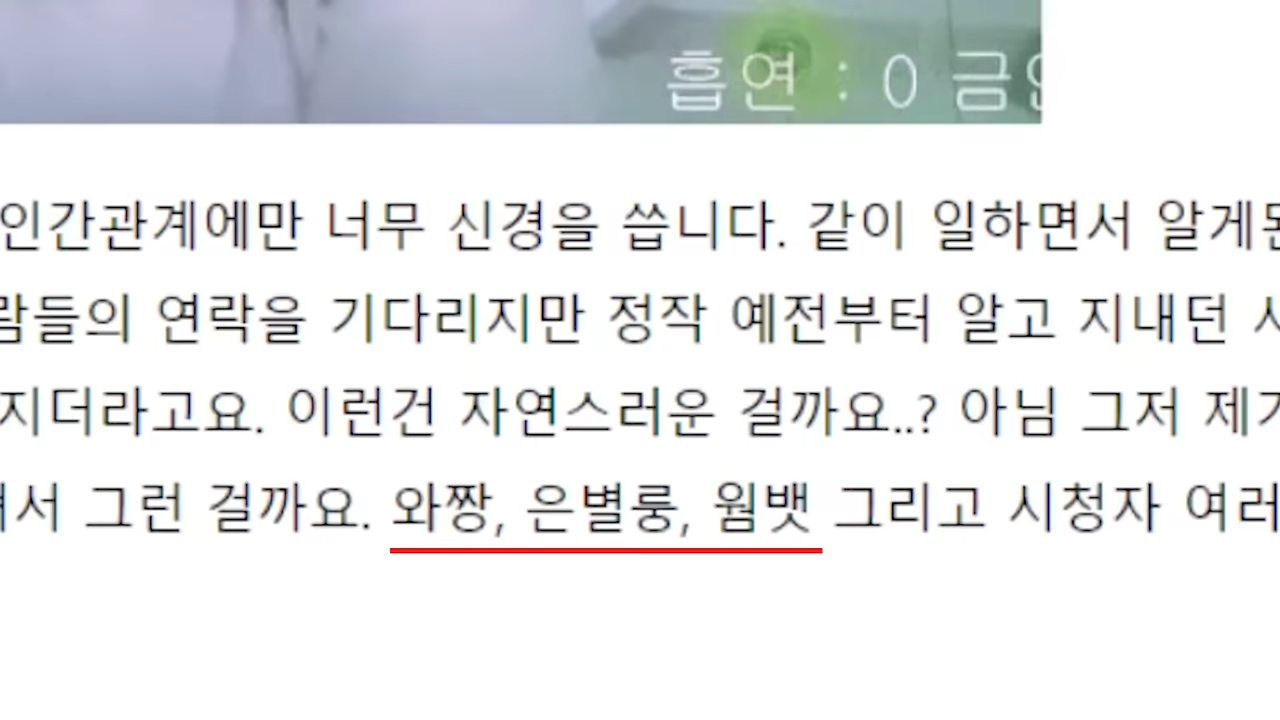 흡연 : 0 금연
인간관계에만 너무 신경을 씁니다. 같이 일하면서 알게된
람들의 연락을 기다리지만 정작 예전부터 알고 지내던
지더라고요. 이런건 자연스러운 걸까요..? 아님 그저 제가
서 그런 걸까요. 와짱, 은별룽, 웜뱃 그리고 시청자 여러